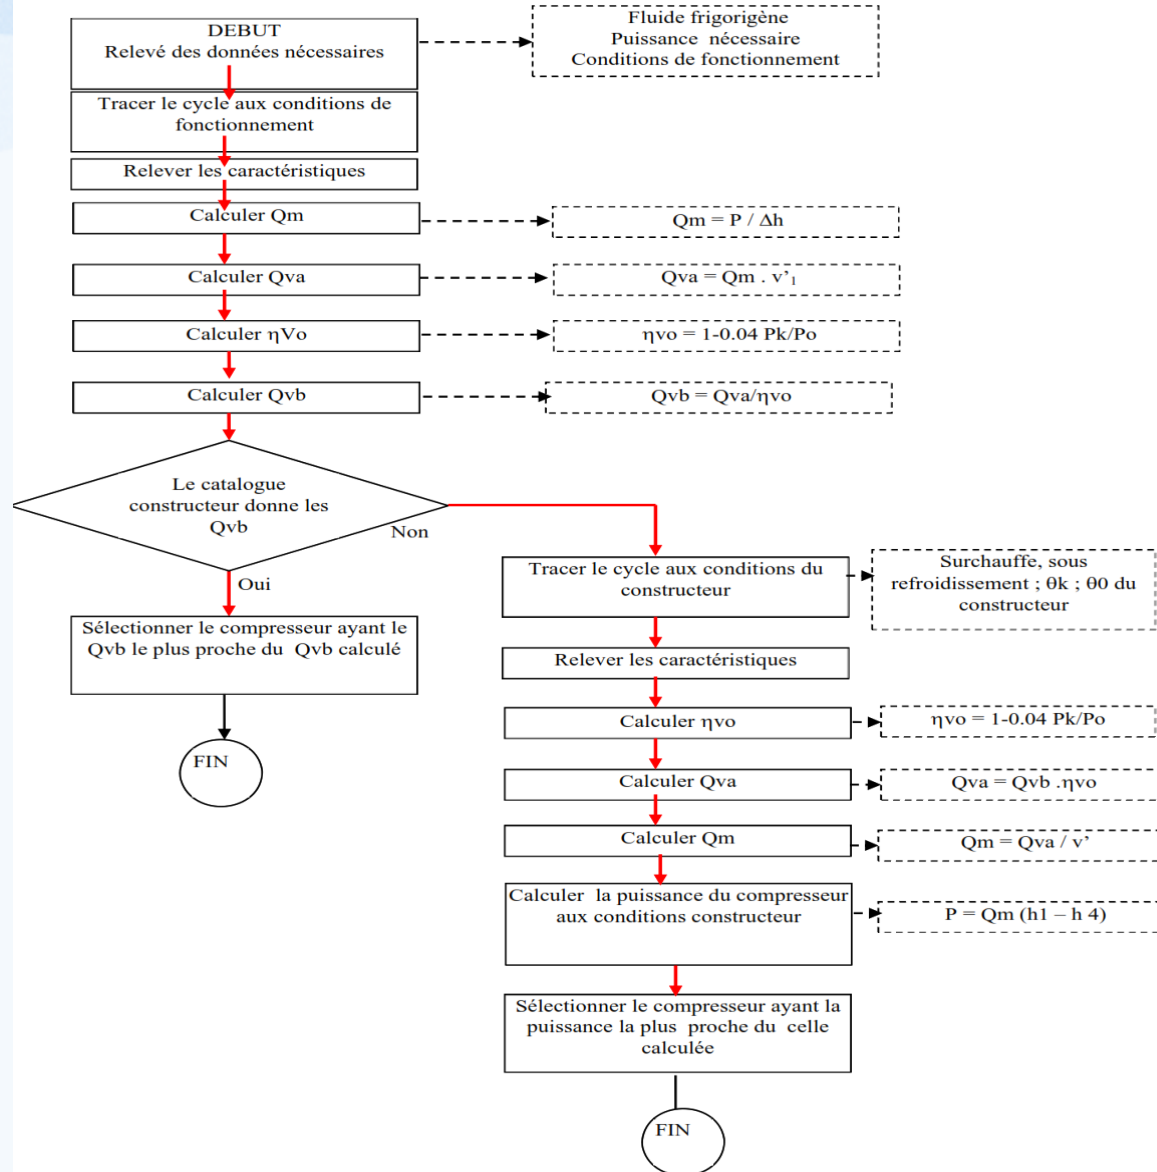 DEBUT
Relevé des données nécessaires
Fluide frigorigène
Puissance nécessaire
Conditions de fonctionnement
Tracer le cycle aux conditions de
fonctionnement
Relever les caractéristiques
Calculer Qm
Qm = P / Δh
Calculer Qva
Qva = Qm . v’₁
Calculer ηVo
ηvo = 1-0.04 Pk/Po
Calculer Qvb
Qvb = Qva/ηvo
Le catalogue
constructeur donne les
Qvb
Non
Oui
Sélectionner le compresseur ayant le
Qvb le plus proche du Qvb calculé
FIN
Tracer le cycle aux conditions du
constructeur
Surchauffe, sous
refroidissement ; θk ; θ0 du
constructeur
Relever les caractéristiques
Calculer ηvo
ηvo = 1-0.04 Pk/Po
Calculer Qva
Qva = Qvb .ηvo
Calculer Qm
Qm = Qva / v’
Calculer la puissance du compresseur
aux conditions constructeur
P = Qm (h1 – h 4)
Sélectionner le compresseur ayant la
puissance la plus proche du celle
calculée
FIN